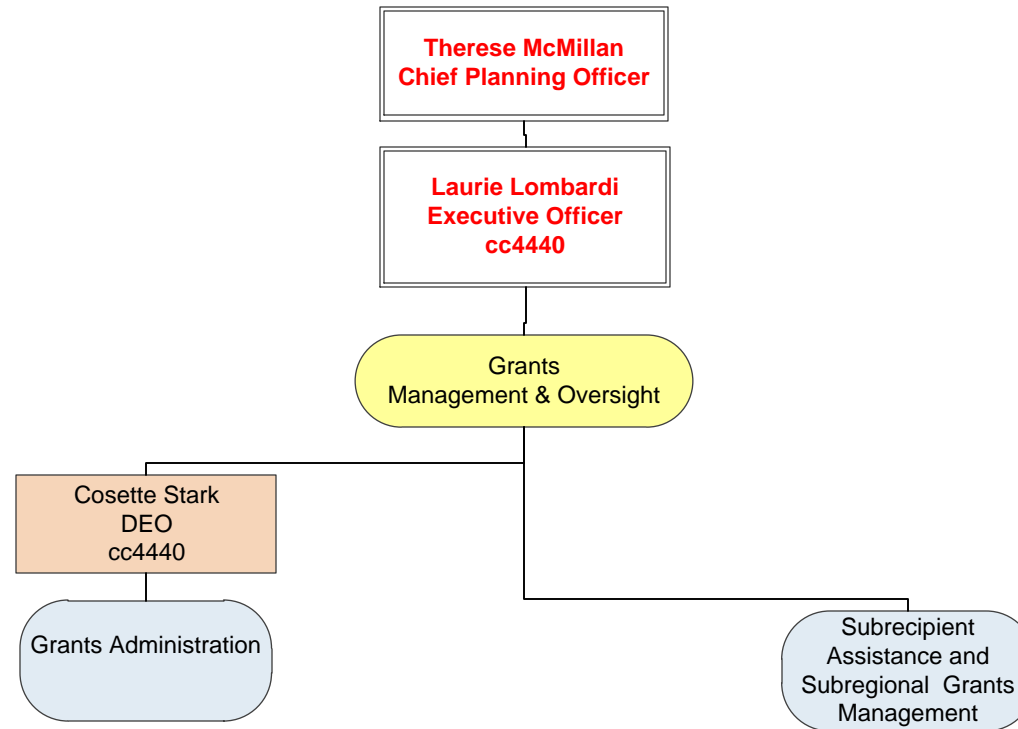 Therese McMillan
Chief Planning Officer
Laurie Lombardi
Executive Officer
cc4440
Grants
Management & Oversight
Cosette Stark
DEO
cc4440
Grants Administration
Subrecipient
Assistance and
Subregional  Grants
Management